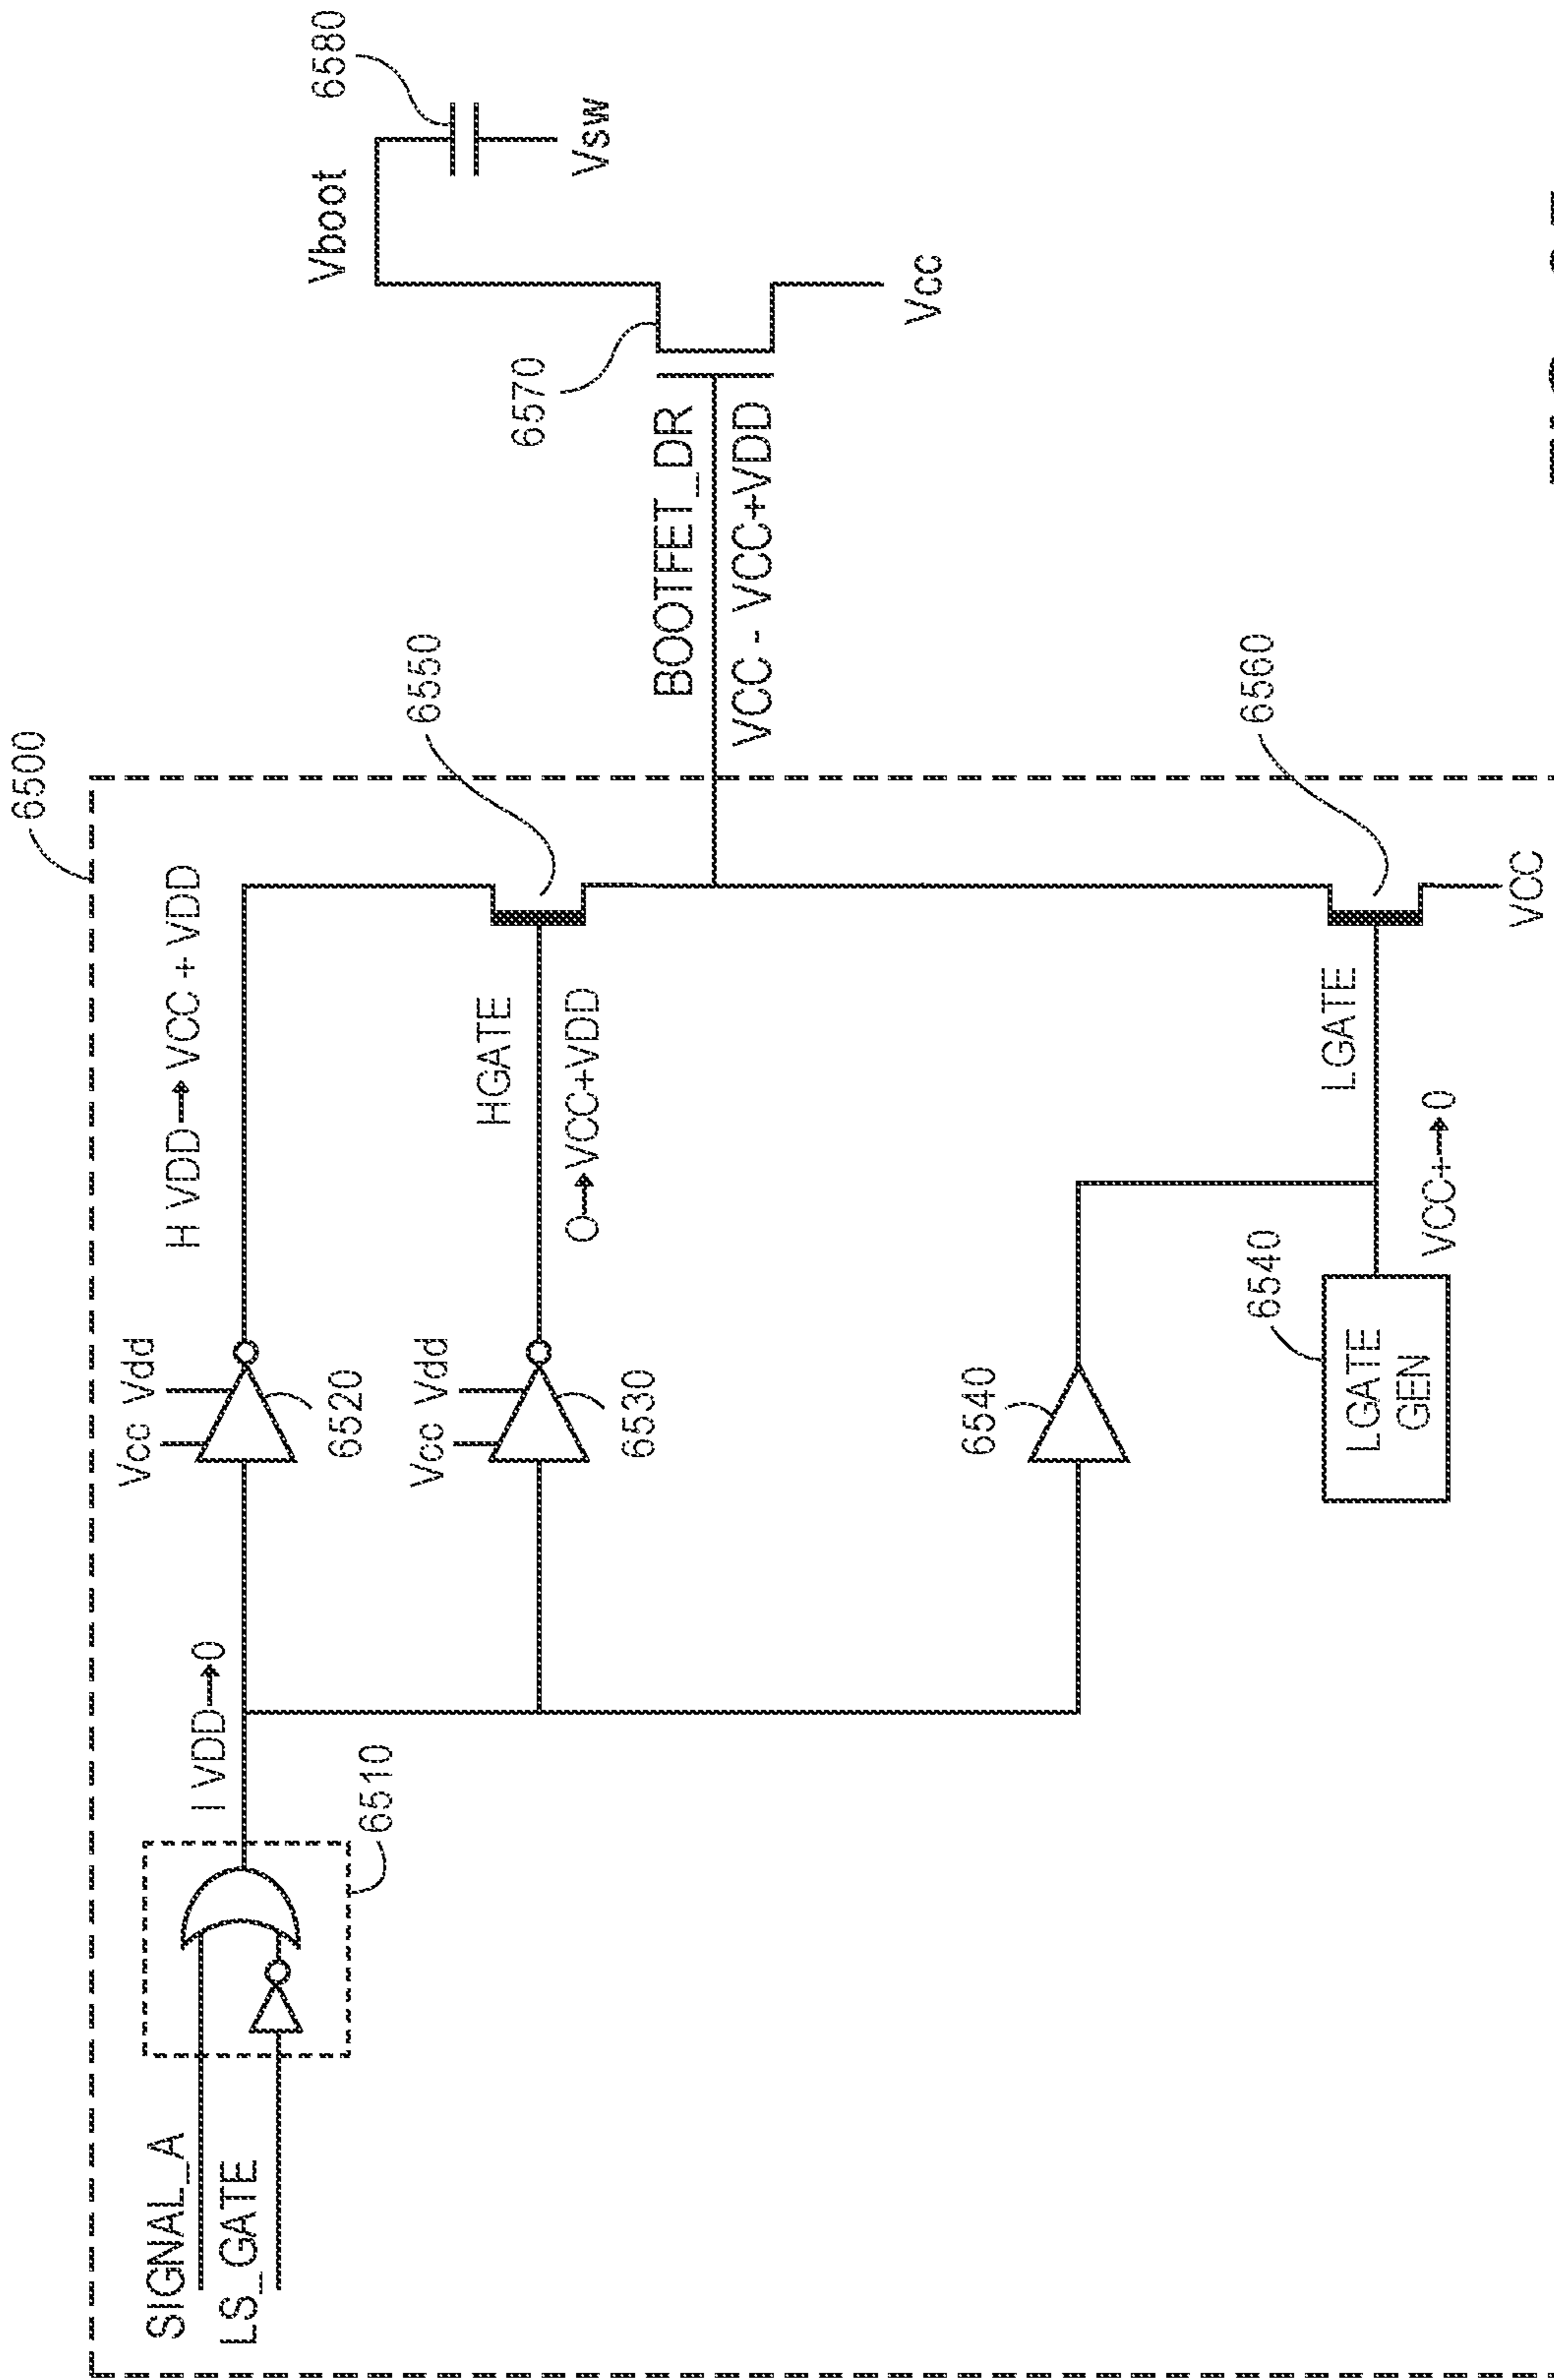 6500
SIGNAL_A
LS_GATE
6510
I VDD→0
Vcc Vdd
6520
H VDD→VCC + VDD
Vcc Vdd
6530
HGATE
O→VCC+VDD
6550
BOOTFET_DR
VCC - VCC+VDD
6570
Vboot
6580
Vsw
Vcc
6540
LGATE
GEN
6540
LGATE
VCC+→0
6560
VCC